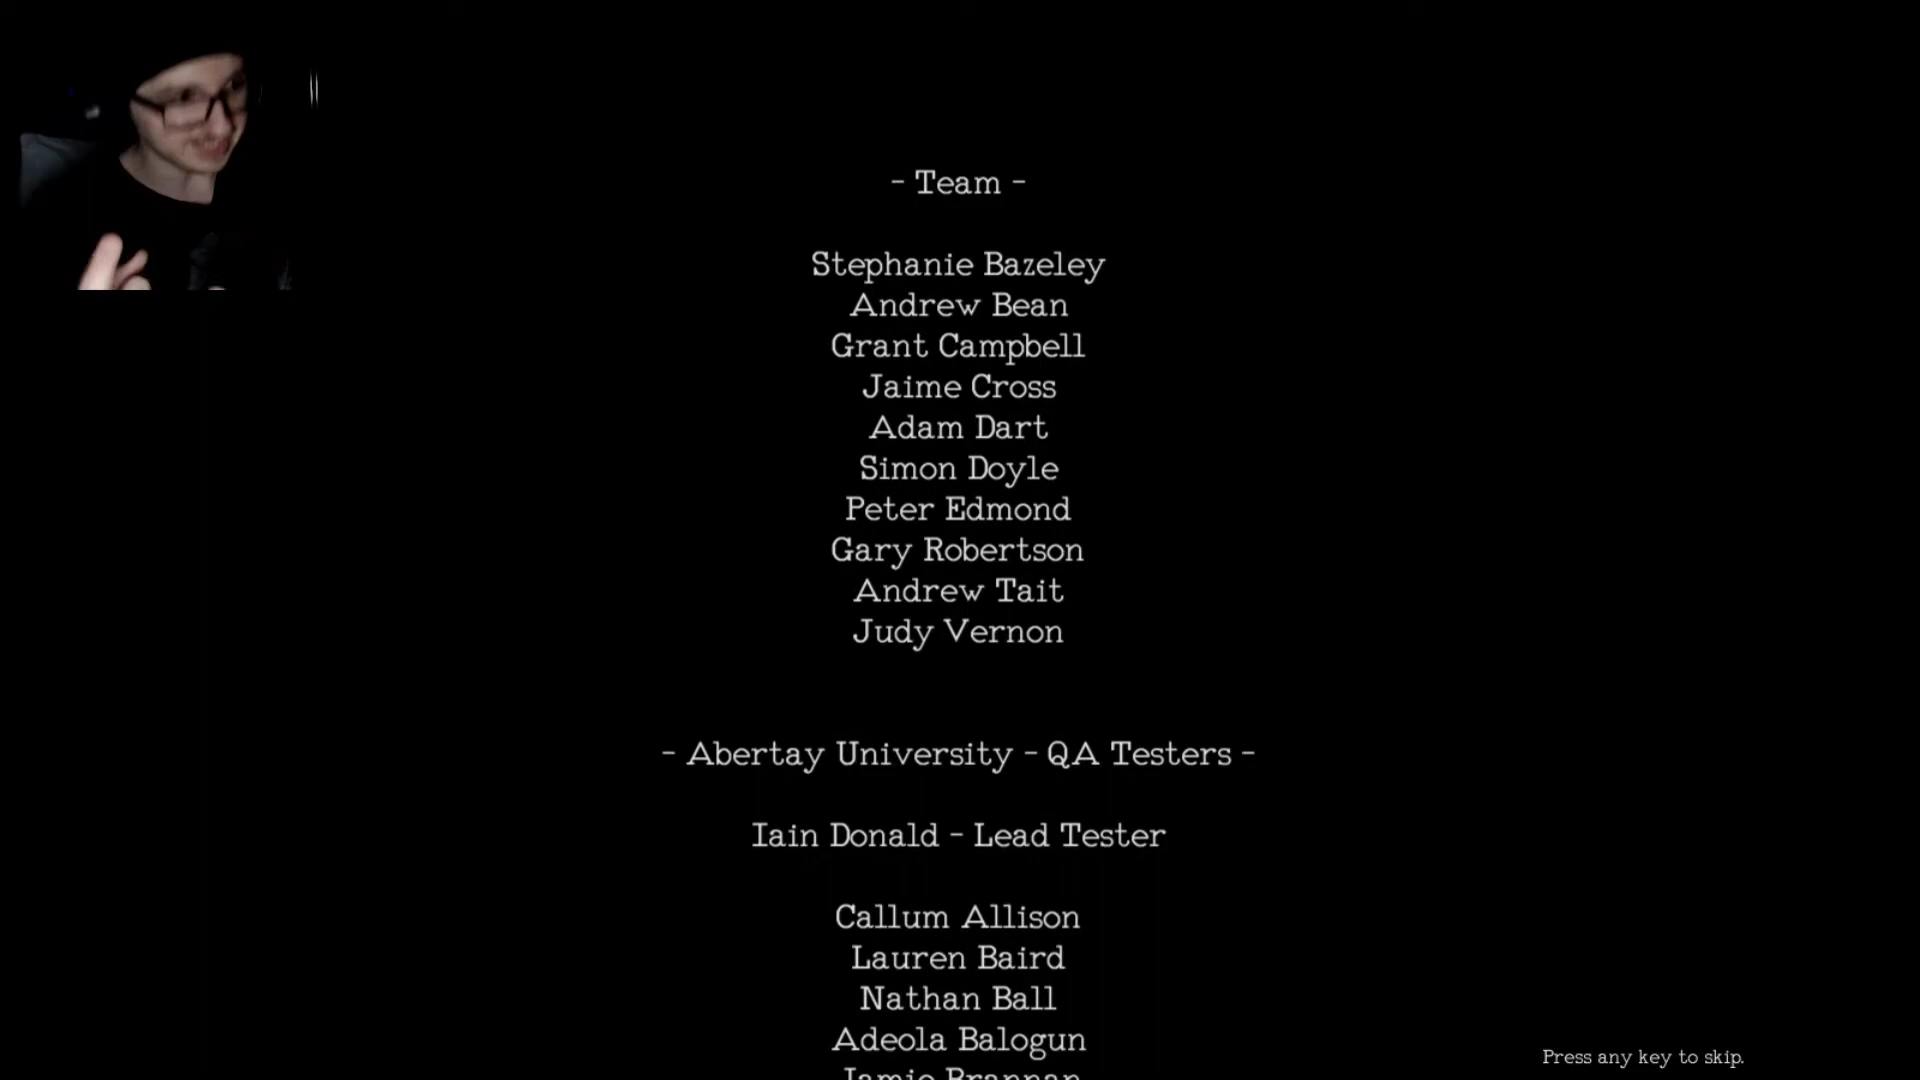 - Team -
Stephanie Bazeley
Andrew Bean
Grant Campbell
Jaime Cross
Adam Dart
Simon Doyle
Peter Edmond
Gary Robertson
Andrew Tait
Judy Vernon
- Abertay University - QA Testers -
Iain Donald - Lead Tester
Callum Allison
Lauren Baird
Nathan Ball
Adeola Balogun
Jamie Brannan
Press any key to skip.